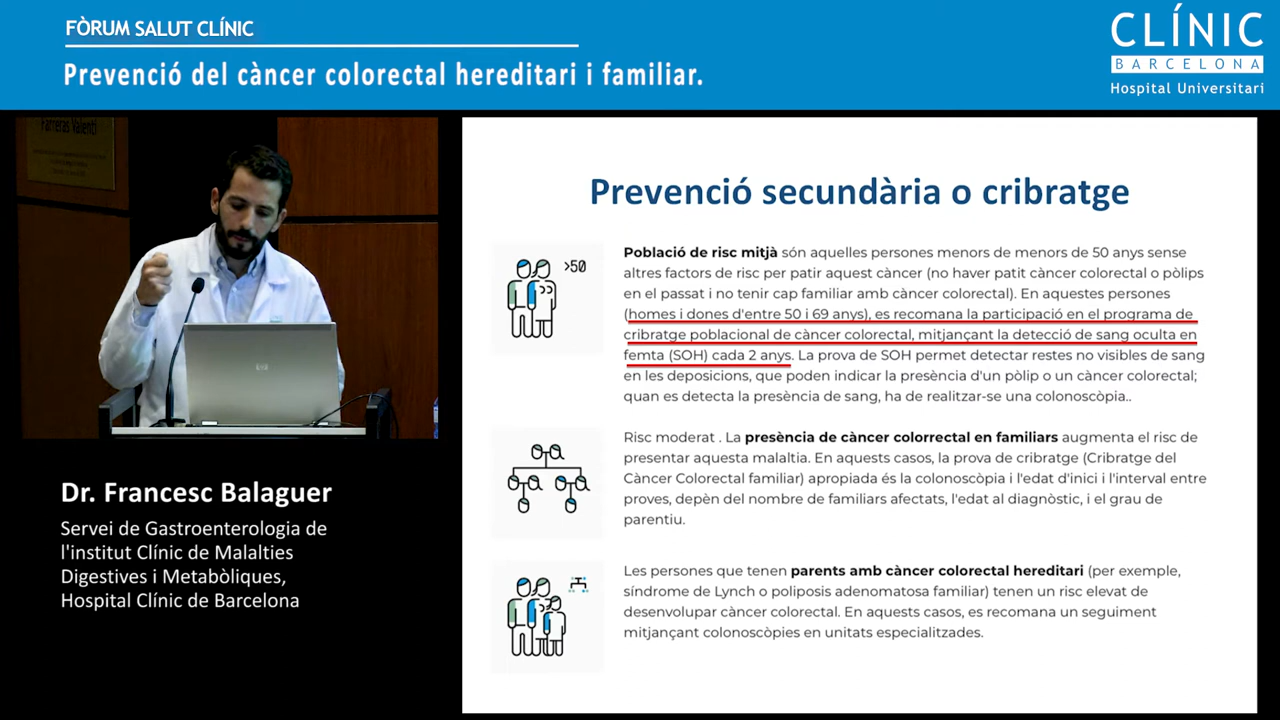 FÒRUM SALUT CLÍNIC
Prevenció del càncer colorectal hereditari i familiar.
CLÍNIC
BARCELONA
Hospital Universitari
Farreras Valentí
Dr. Francesc Balaguer
Servei de Gastroenterologia de
l'institut Clínic de Malalties
Digestives i Metabòliques,
Hospital Clínic de Barcelona
Prevenció secundària o cribratge
>50
Població de risc mitjà són aquelles persones menors de menors de 50 anys sense
altres factors de risc per patir aquest càncer (no haver patit càncer colorectal o pòlips
en el passat i no tenir cap familiar amb càncer colorectal). En aquestes persones
(homes i dones d'entre 50 i 69 anys), es recomana la participació en el programa de
cribratge poblacional de càncer colorectal, mitjançant la detecció de sang oculta en
femta (SOH) cada 2 anys. La prova de SOH permet detectar restes no visibles de sang
en les deposicions, que poden indicar la presència d'un pòlip o un càncer colorectal;
quan es detecta la presència de sang, ha de realitzar-se una colonoscòpia..
Risc moderat . La presència de càncer colorrectal en familiars augmenta el risc de
presentar aquesta malaltia. En aquests casos, la prova de cribratge (Cribratge del
Càncer Colorectal familiar) apropiada és la colonoscòpia i l'edat d'inici i l'interval entre
proves, depèn del nombre de familiars afectats, l'edat al diagnòstic, i el grau de
parentiu.
Les persones que tenen parents amb càncer colorectal hereditari (per exemple,
síndrome de Lynch o poliposis adenomatosa familiar) tenen un risc elevat de
desenvolupar càncer colorectal. En aquests casos, es recomana un seguiment
mitjançant colonoscòpies en unitats especialitzades.